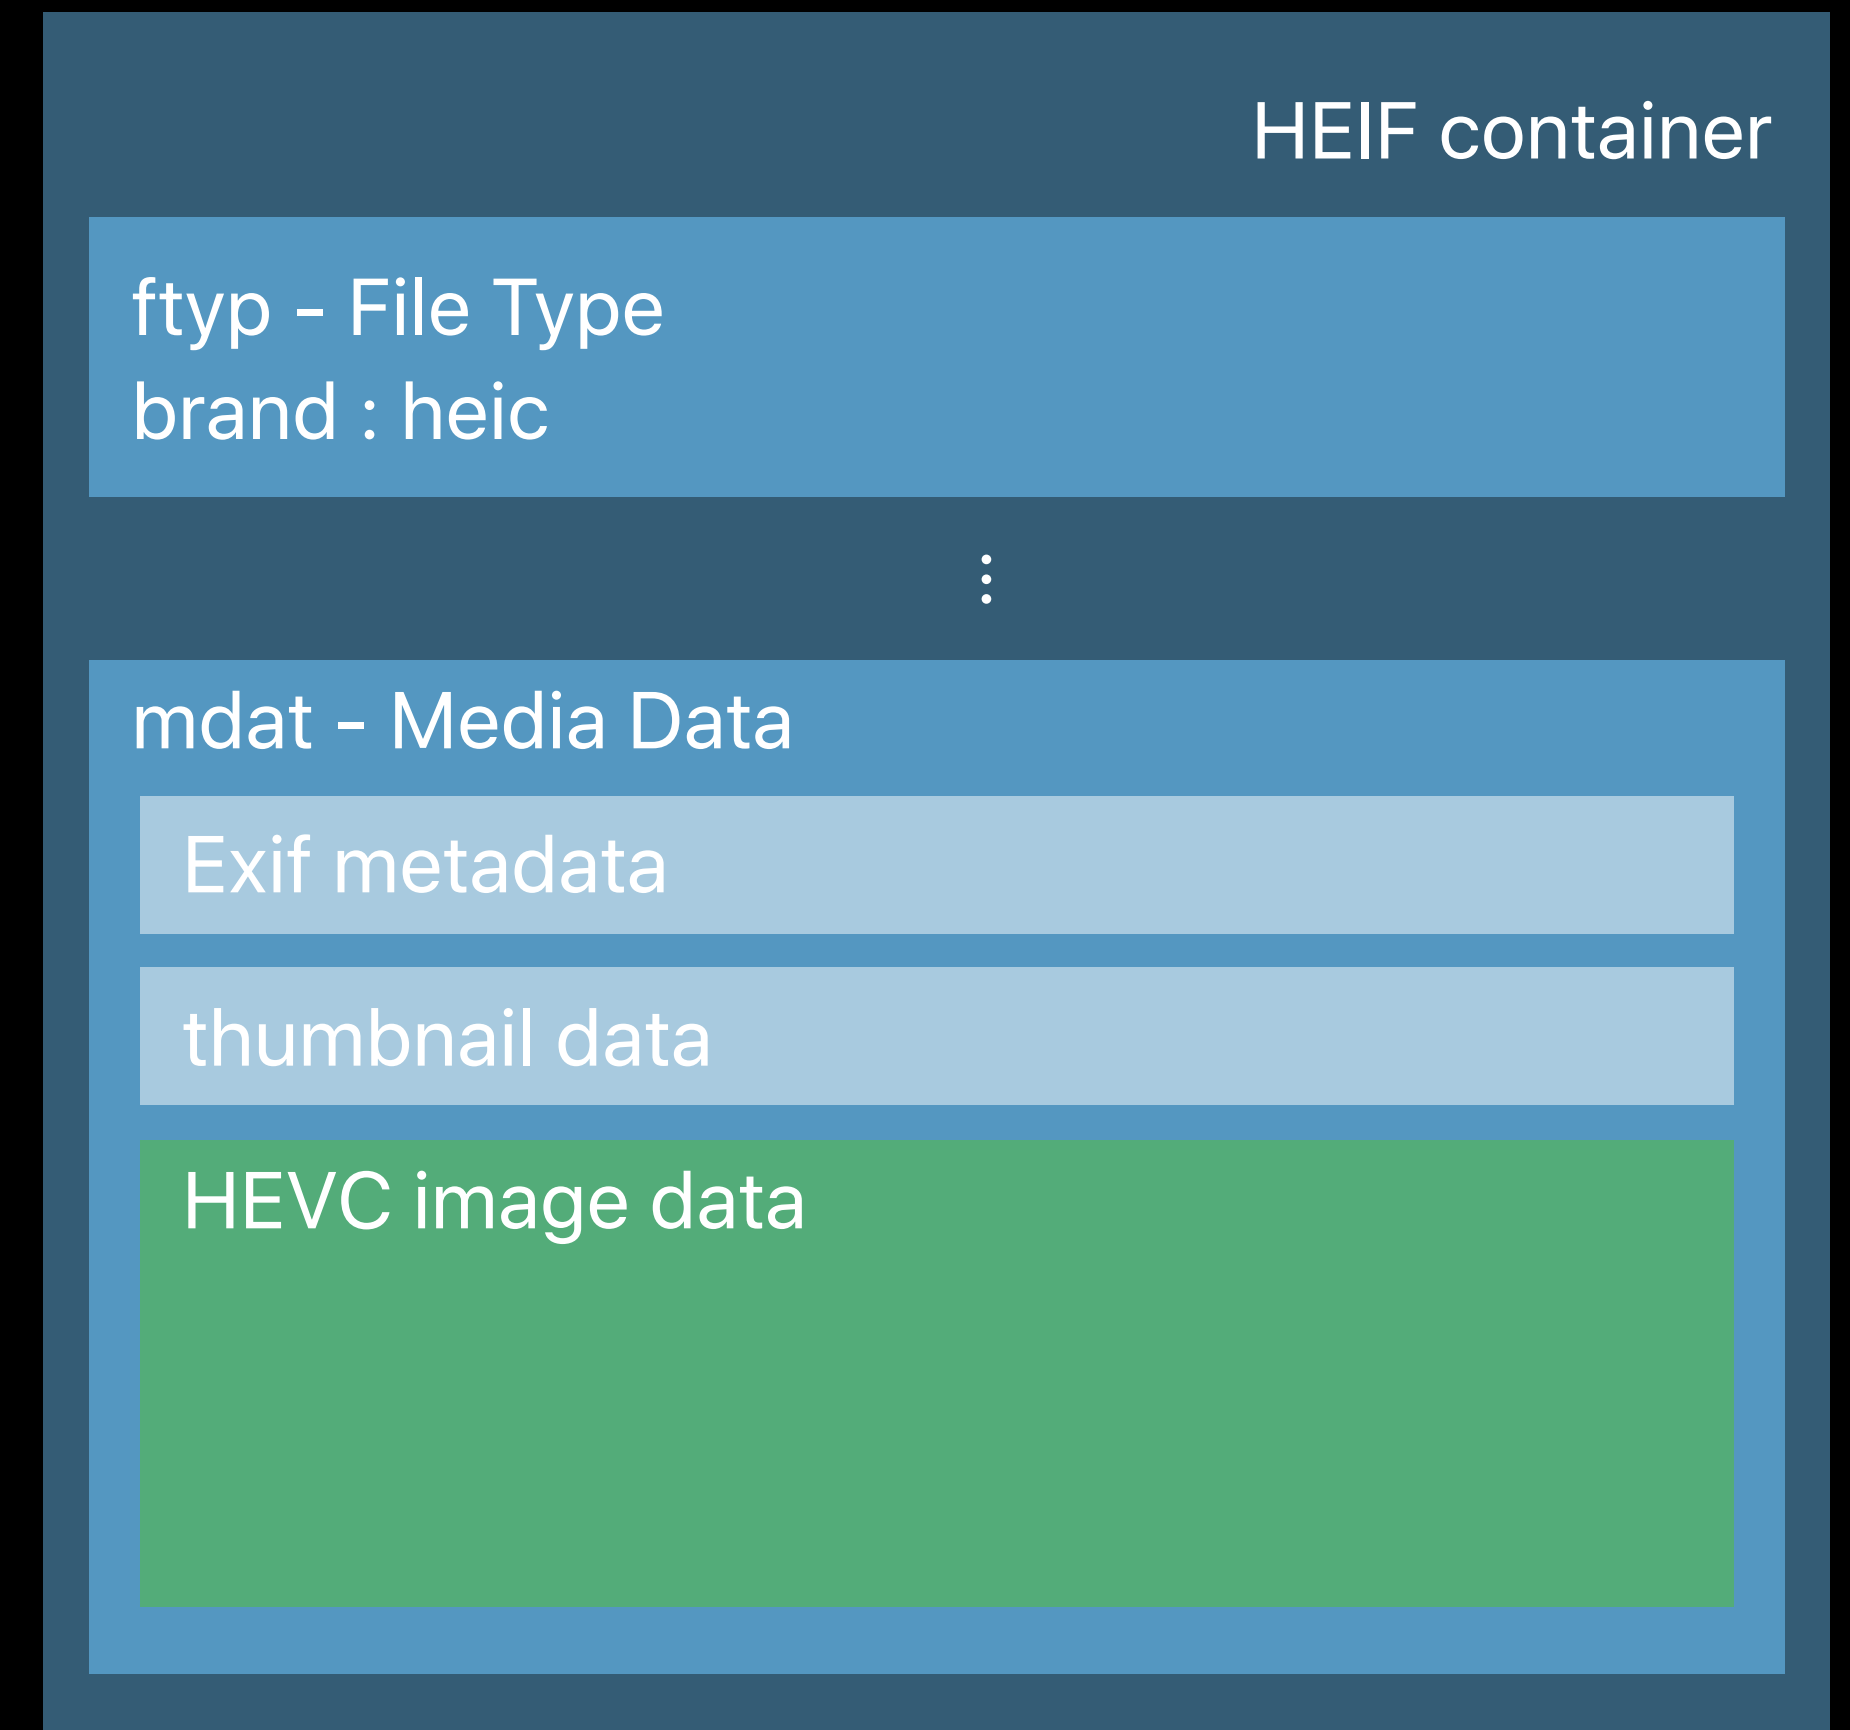 HEIF container
ftyp - File Type
brand : heic
⋮
mdat - Media Data
Exif metadata
thumbnail data
HEVC image data